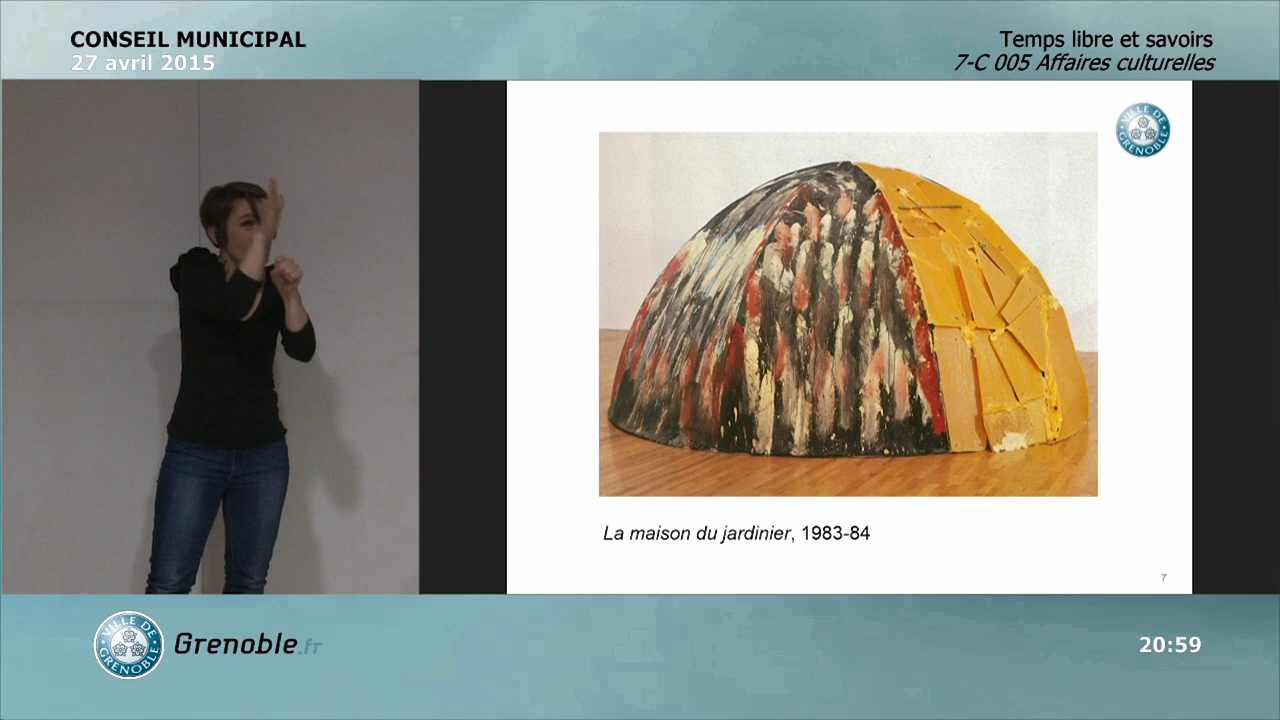 CONSEIL MUNICIPAL
27 avril 2015
Temps libre et savoirs
7-C 005 Affaires culturelles
VILLE DE GRENOBLE
La maison du jardinier, 1983-84
7
VILLE DE GRENOBLE
Grenoble.fr
20:59